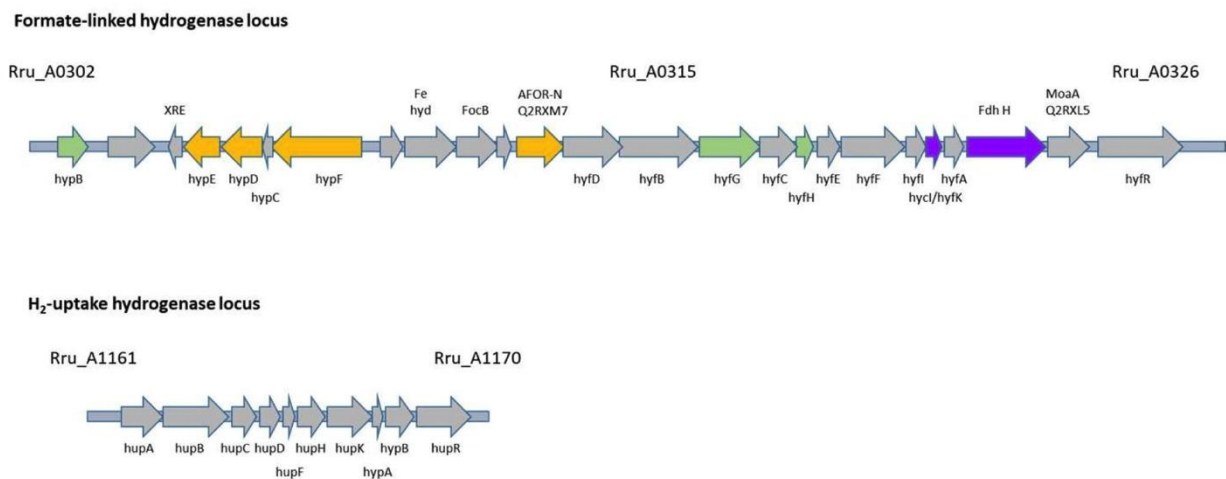 Formate-linked hydrogenase locus
Rru_A0302 Rru_A0315 Rru_A0326
XRE Fe hyd FocB AFOR-N Q2RXM7 Fdh H MoaA Q2RXL5
hypB hypE hypD hypC hypF hyfD hyfB hyfG hyfC hyfH hyfE hyfF hyfI hycI/hyfK hyfA hyfR
H₂-uptake hydrogenase locus
Rru_A1161 Rru_A1170
hupA hupB hupC hupD hupF hupH hupK hypA hypB hupR